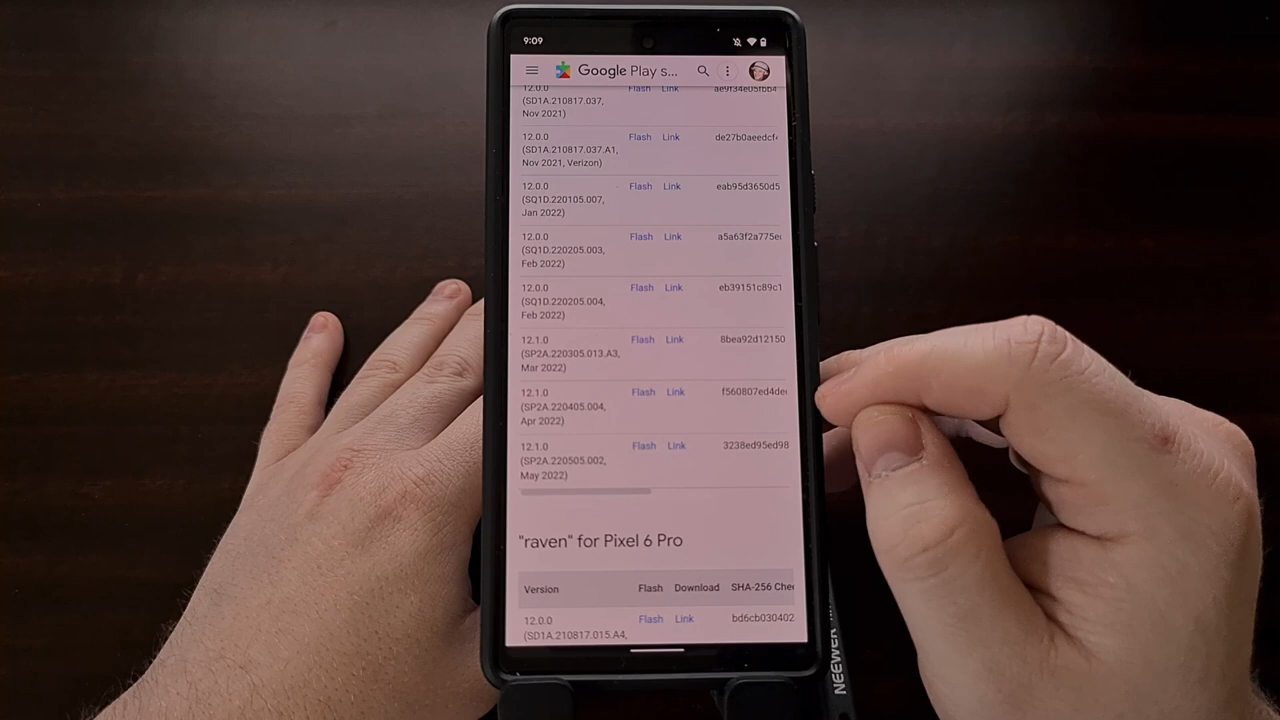 9:09
Google Play s...
Flash Link ae9f34e05fbb4
12.0.0
(SD1A.210817.037,
Nov 2021)
12.0.0 Flash Link de27b0aeedcf
(SD1A.210817.037.A1,
Nov 2021, Verizon)
12.0.0 Flash Link eab95d3650d5
(SQ1D.220105.007,
Jan 2022)
12.0.0 Flash Link a5a63f2a775e
(SQ1D.220205.003,
Feb 2022)
12.0.0 Flash Link eb39151c89c1
(SQ1D.220205.004,
Feb 2022)
12.1.0 Flash Link 8bea92d12150
(SP2A.220305.013.A3,
Mar 2022)
12.1.0 Flash Link f560807ed4de
(SP2A.220405.004,
Apr 2022)
12.1.0 Flash Link 3238ed95ed98
(SP2A.220505.002,
May 2022)
"raven" for Pixel 6 Pro
Version Flash Download SHA-256 Che
12.0.0 Flash Link bd6cb030402
(SD1A.210817.015.A4,
NEEWER